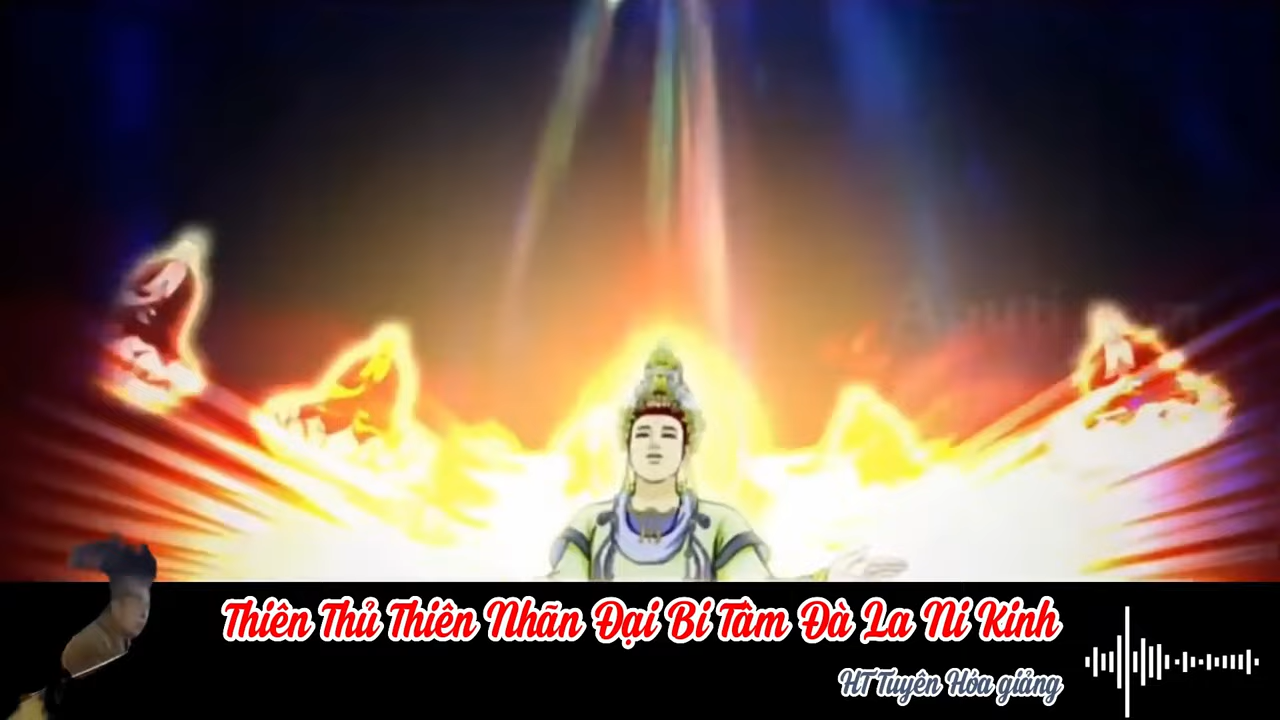 Thiên Thủ Thiên Nhãn Đại Bi Tâm Đà La Ni Kinh
HT Tuyên Hóa giảng